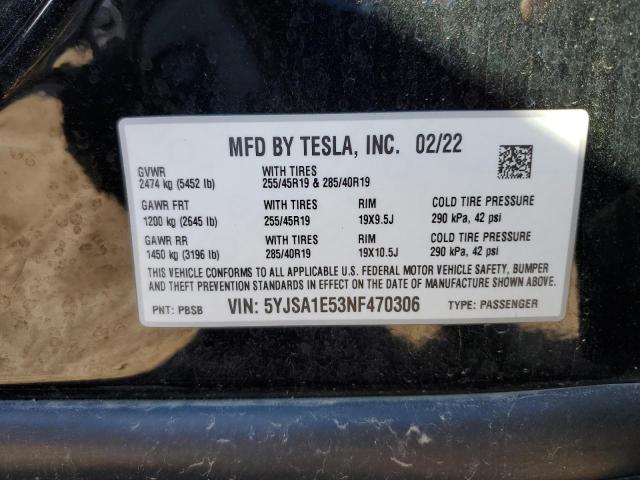 MFD BY TESLA, INC. 02/22
GVWR WITH TIRES
2474 kg (5452 lb) 255/45R19 & 285/40R19
GAWR FRT WITH TIRES RIM COLD TIRE PRESSURE
1200 kg (2645 lb) 255/45R19 19X9.5J 290 kPa, 42 psi
GAWR RR WITH TIRES RIM COLD TIRE PRESSURE
1450 kg (3196 lb) 285/40R19 19X10.5J 290 kPa, 42 psi
THIS VEHICLE CONFORMS TO ALL APPLICABLE U.S. FEDERAL MOTOR VEHICLE SAFETY, BUMPER,
AND THEFT PREVENTION STANDARDS IN EFFECT ON THE DATE OF MANUFACTURE SHOWN ABOVE.
PNT: PBSB VIN: 5YJSA1E53NF470306 TYPE: PASSENGER